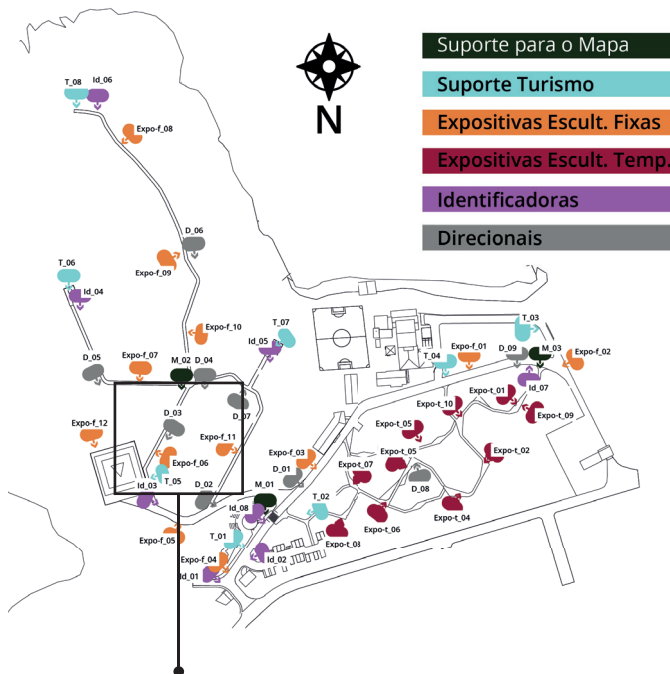 Suporte para o Mapa
Suporte Turismo
Expositivas Escult. Fixas
Expositivas Escult. Temp.
Identificadoras
Direcionais
N
T_08
Id_06
Expo-f_08
D_06
Expo-f_09
T_06
Id_04
Expo-f_10
T_07
Id_05
T_03
D_05
Expo-f_07
M_02
D_04
T_04
Expo-f_01
D_09
M_03
Expo-f_02
Id_07
D_07
Expo-t_01
Expo-t_10
Expo-t_09
Expo-f_12
D_03
Expo-f_11
Expo-t_05
Expo-f_03
Expo-t_05
Expo-t_02
Expo-f_06
Expo-t_07
D_01
T_05
Id_03
D_02
M_01
D_08
Id_08
T_02
Expo-t_04
Expo-t_06
Expo-f_05
T_01
Expo-t_08
Expo-f_04
Id_02
Id_01